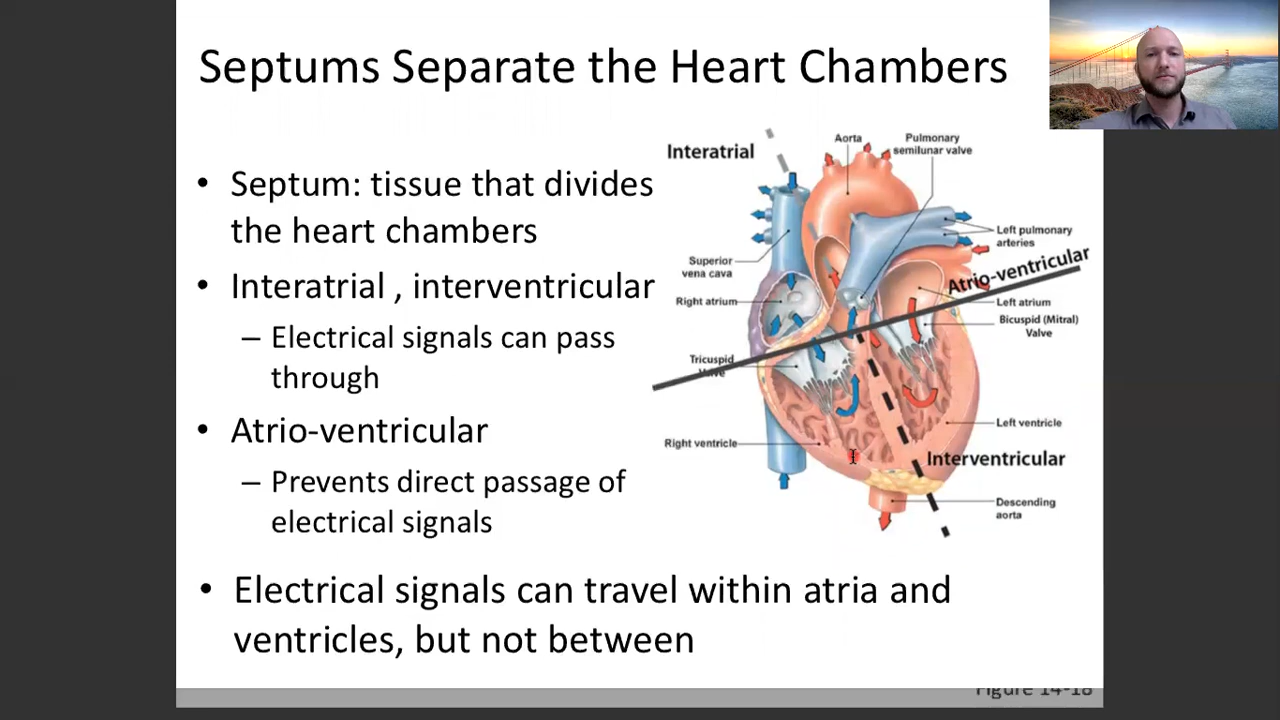 Septums Separate the Heart Chambers
• Septum: tissue that divides
the heart chambers
• Interatrial , interventricular
– Electrical signals can pass
through
• Atrio-ventricular
– Prevents direct passage of
electrical signals
• Electrical signals can travel within atria and
ventricles, but not between
Interatrial
Aorta
Pulmonary
semilunar valve
Left pulmonary
arteries
Superior
vena cava
Atrio-ventricular
Right atrium
Left atrium
Bicuspid (Mitral)
Valve
Tricuspid
Valve
Left ventricle
Right ventricle
Interventricular
Descending
aorta
Figure 14-18